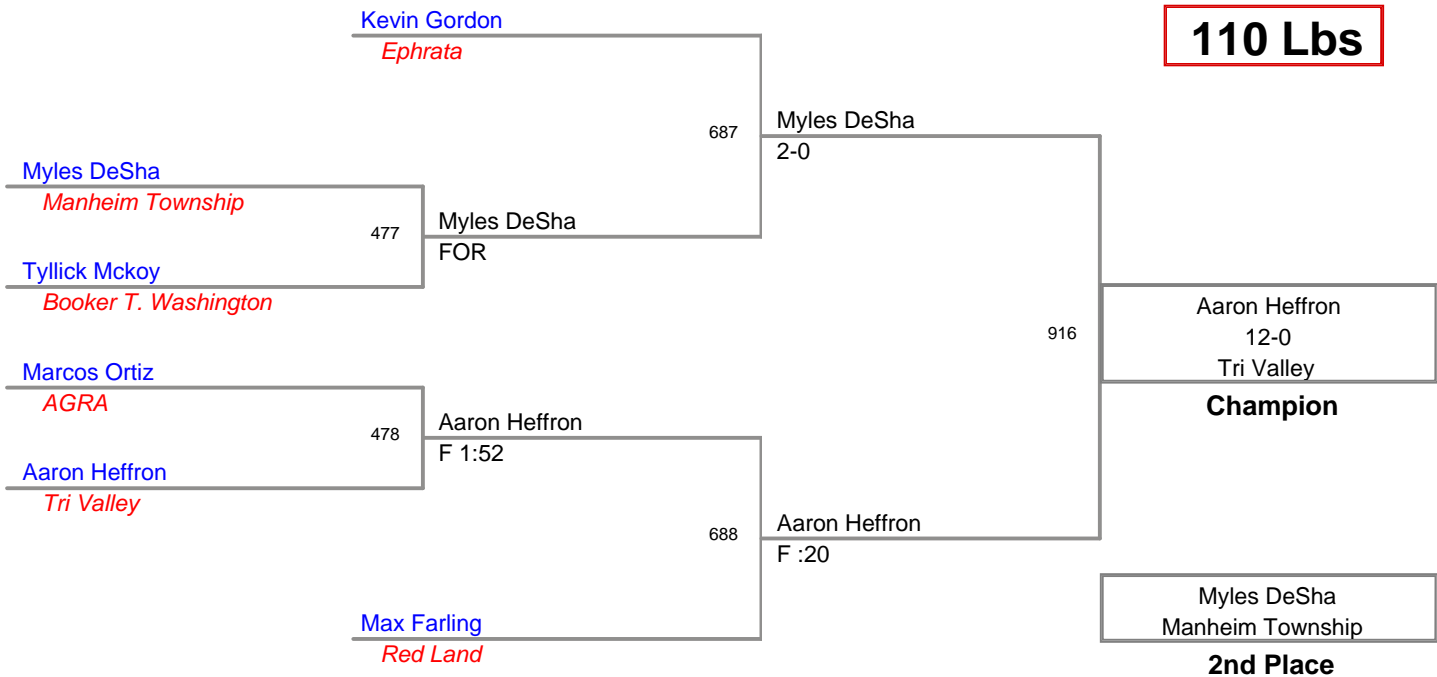 Kevin Gordon
Ephrata
110 Lbs
687
Myles DeSha
2-0
Myles DeSha
Manheim Township
477
Myles DeSha
FOR
Tyllick Mckoy
Booker T. Washington
916
Aaron Heffron
12-0
Tri Valley
Champion
Marcos Ortiz
AGRA
478
Aaron Heffron
F 1:52
Aaron Heffron
Tri Valley
688
Aaron Heffron
F :20
Max Farling
Red Land
Myles DeSha
Manheim Township
2nd Place